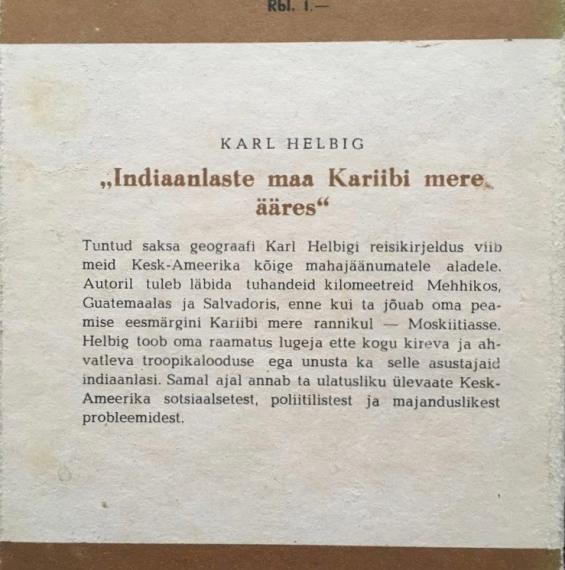 Rbl. 1.—
KARL HELBIG
„Indiaanlaste maa Kariibi mere
ääres“
Tuntud saksa geograafi Karl Helbigi reisikirjeldus viib
meid Kesk-Ameerika kõige mahajäänumatele aladele.
Autoril tuleb läbida tuhandeid kilomeetreid Mehhikos,
Guatemaalas ja Salvadoris, enne kui ta jõuab oma pea-
mise eesmärgini Kariibi mere rannikul — Moskiitiasse.
Helbig toob oma raamatus lugeja ette kogu kireva ja ah-
vatleva troopikalooduse ega unusta ka selle asustajaid
indiaanlasi. Samal ajal annab ta ulatusliku ülevaate Kesk-
Ameerika sotsiaalsetest, poliitilistest ja majanduslikest
probleemidest.